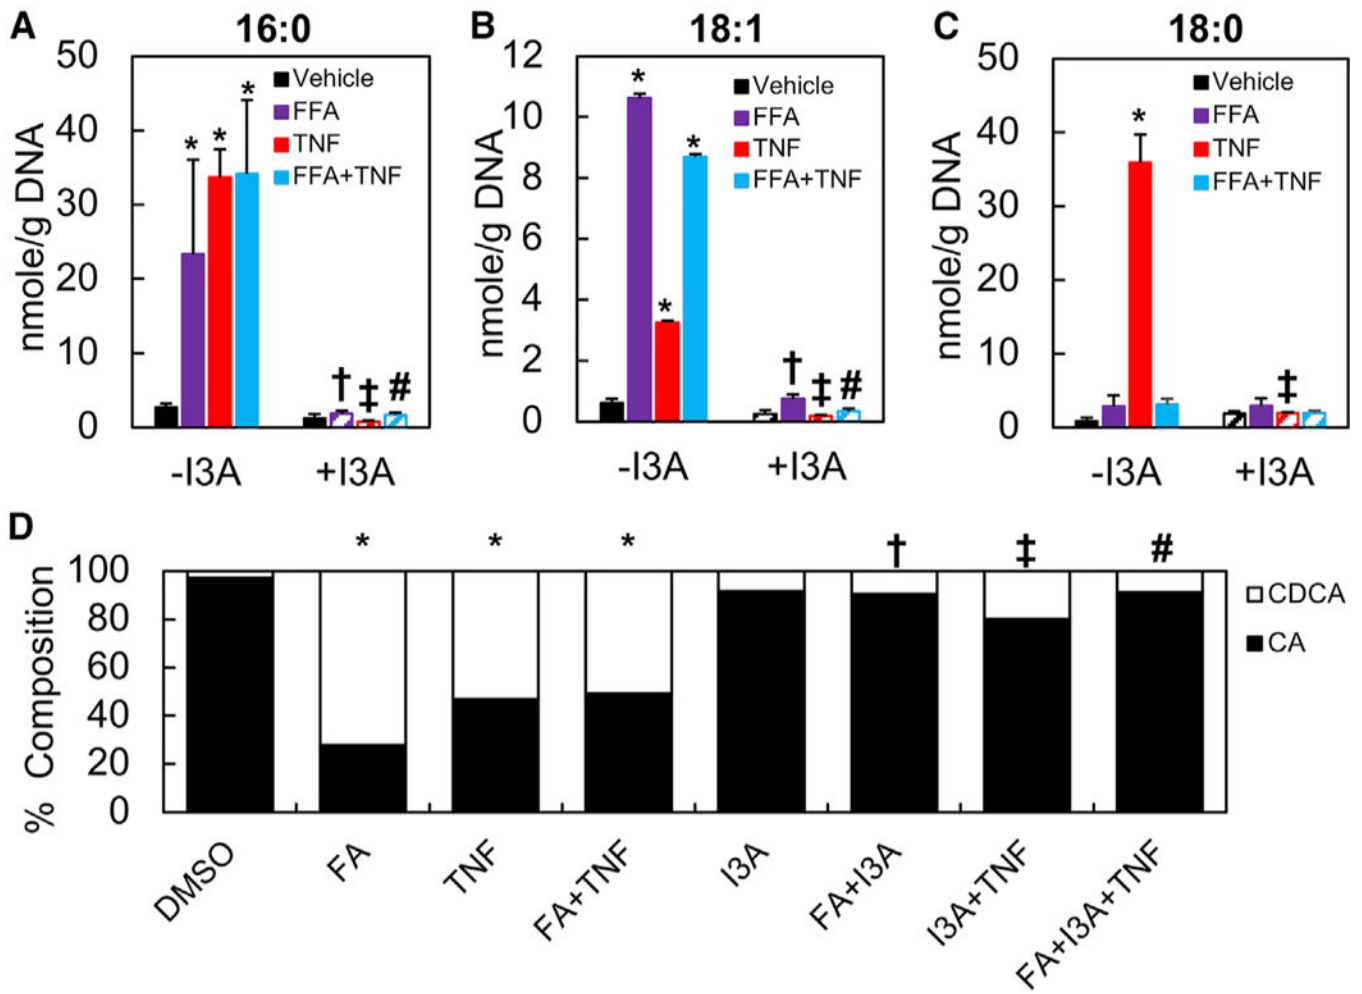 A 16:0
50
40
30
20
10
0
nmole/g DNA
Vehicle
FFA
TNF
FFA+TNF
* * *
† ‡ #
-I3A +I3A
B 18:1
12
10
8
6
4
2
0
nmole/g DNA
Vehicle
FFA
TNF
FFA+TNF
* * *
† ‡ #
-I3A +I3A
C 18:0
50
40
30
20
10
0
nmole/g DNA
Vehicle
FFA
TNF
FFA+TNF
*
‡
-I3A +I3A
D
* * * † ‡ #
100
80
60
40
20
0
% Composition
CDCA
CA
DMSO
FA
TNF
FA+TNF
I3A
FA+I3A
I3A+TNF
FA+I3A+TNF